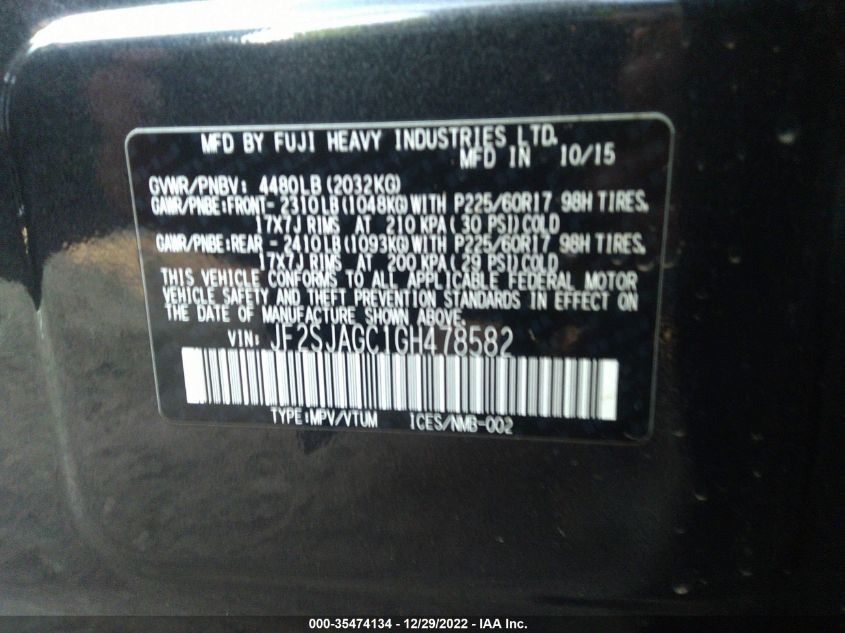 MFD BY FUJI HEAVY INDUSTRIES LTD.
MFD IN 10/15
GVWR/PNBV: 4480LB (2032KG)
GAWR/PNBE:FRONT- 2310LB (1048KG) WITH P225/60R17 98H TIRES,
17X7J RIMS AT 210 KPA( 30 PSI)COLD
GAWR/PNBE:REAR - 2410LB (1093KG) WITH P225/60R17 98H TIRES,
17X7J RIMS AT 200 KPA( 29 PSI)COLD
THIS VEHICLE CONFORMS TO ALL APPLICABLE FEDERAL MOTOR
VEHICLE SAFETY AND THEFT PREVENTION STANDARDS IN EFFECT ON
THE DATE OF MANUFACTURE SHOWN ABOVE.
VIN: JF2SJAGC1GH478582
TYPE:MPV/VTUM ICES/NMB-002
000-35474134 - 12/29/2022 - IAA Inc.